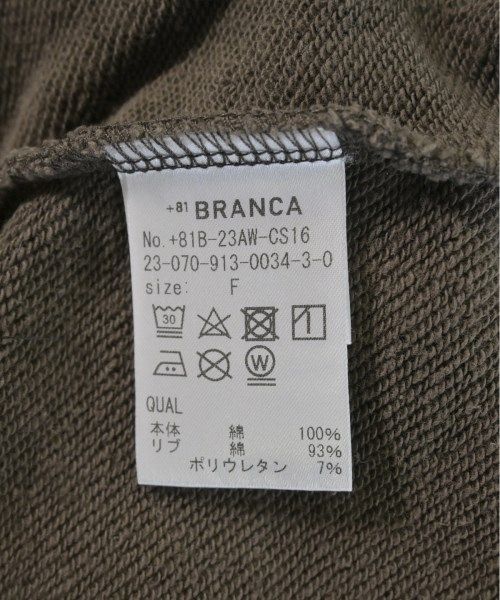 +81 BRANCA
No. +81B-23AW-CS16
23-070-913-0034-3-0
size: F
30
W
QUAL
本体 綿 100%
リブ 綿 93%
ポリウレタン 7%